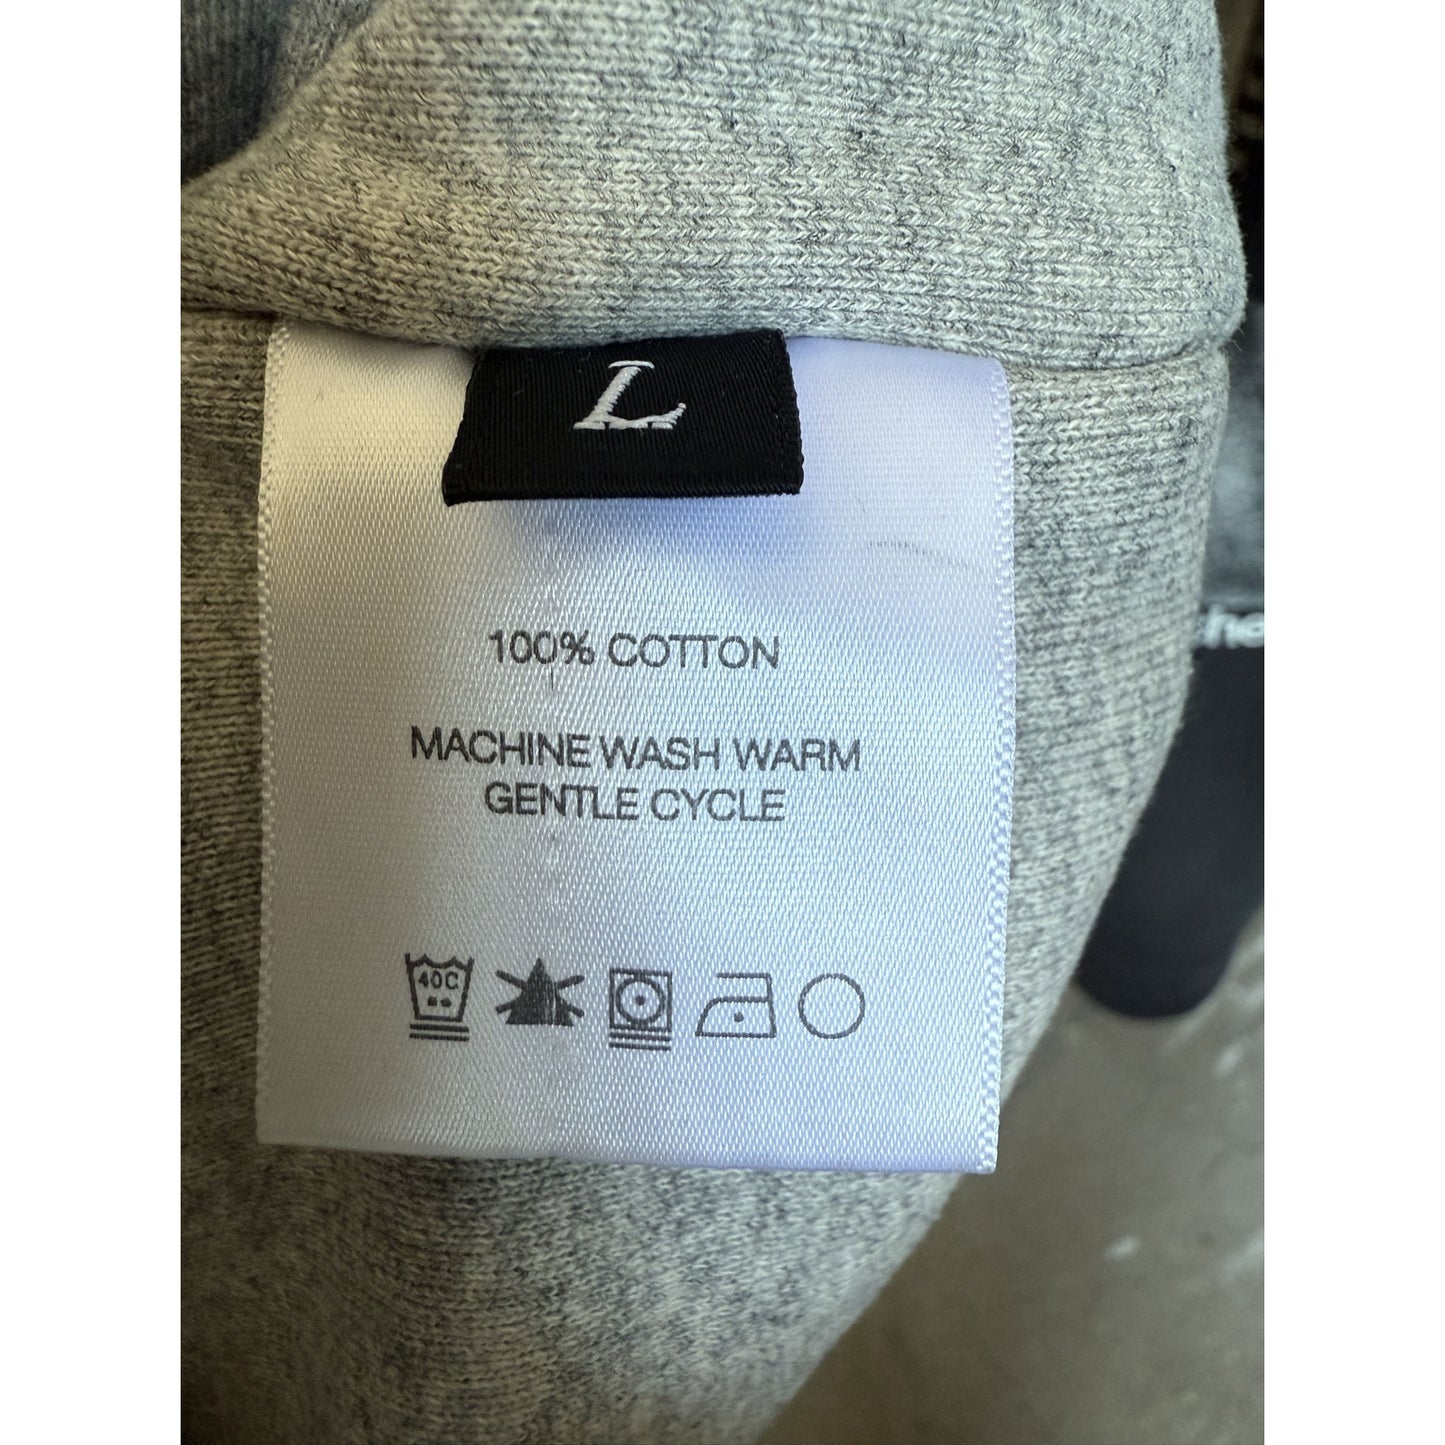 L
100% COTTON
MACHINE WASH WARM
GENTLE CYCLE
40C